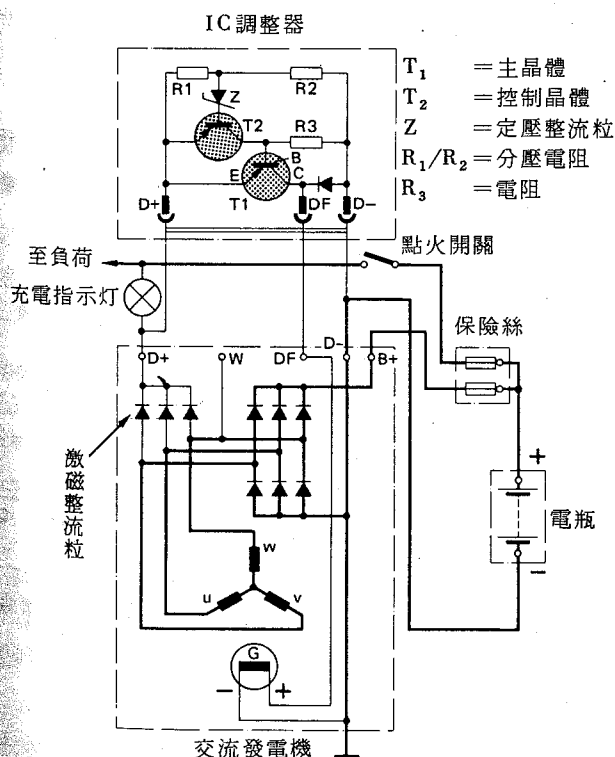 IC調整器
R1
R2
Z
T2
R3
B
E
C
T1
D+
DF
D-
T₁ =主晶體
T₂ =控制晶體
Z =定壓整流粒
R₁/R₂=分壓電阻
R₃ =電阻
至負荷
點火開關
充電指示灯
保險絲
D+
W
DF
D-
B+
激磁整流粒
+
電瓶
-
w
u
v
G
-
+
交流發電機